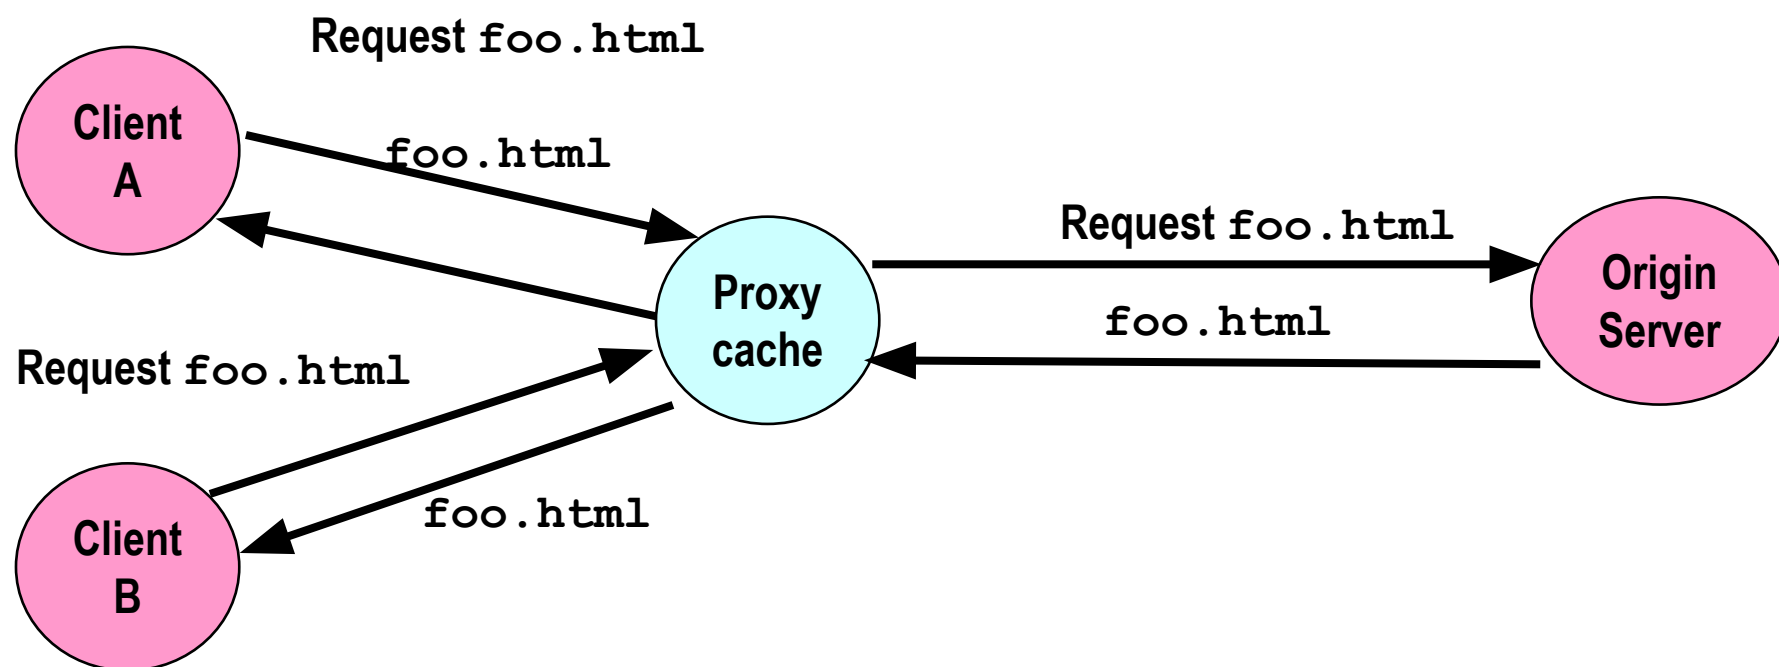 Request foo.html
Client
A
foo.html
Request foo.html
Origin
Server
Proxy
cache
foo.html
Request foo.html
foo.html
Client
B